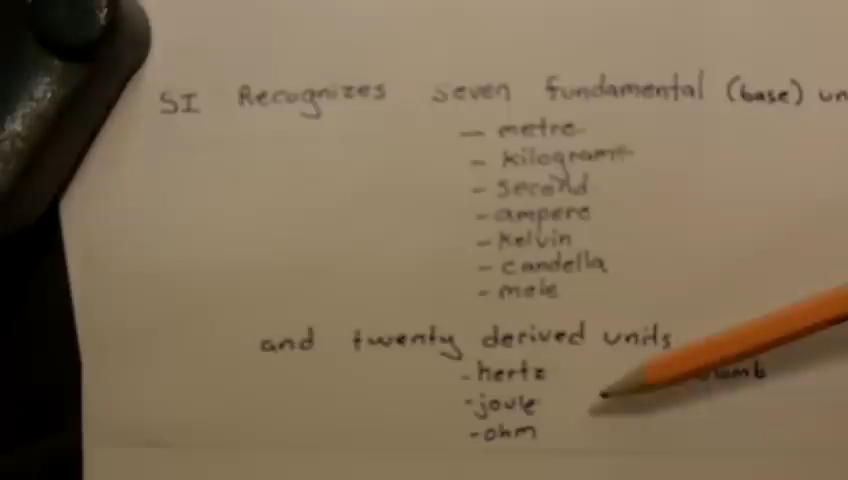 SI Recognizes seven fundamental (base) un
- metre
- kilogram
- second
- ampere
- kelvin
- candella
- mole
and twenty derived units
- hertz
- joule
- ohm